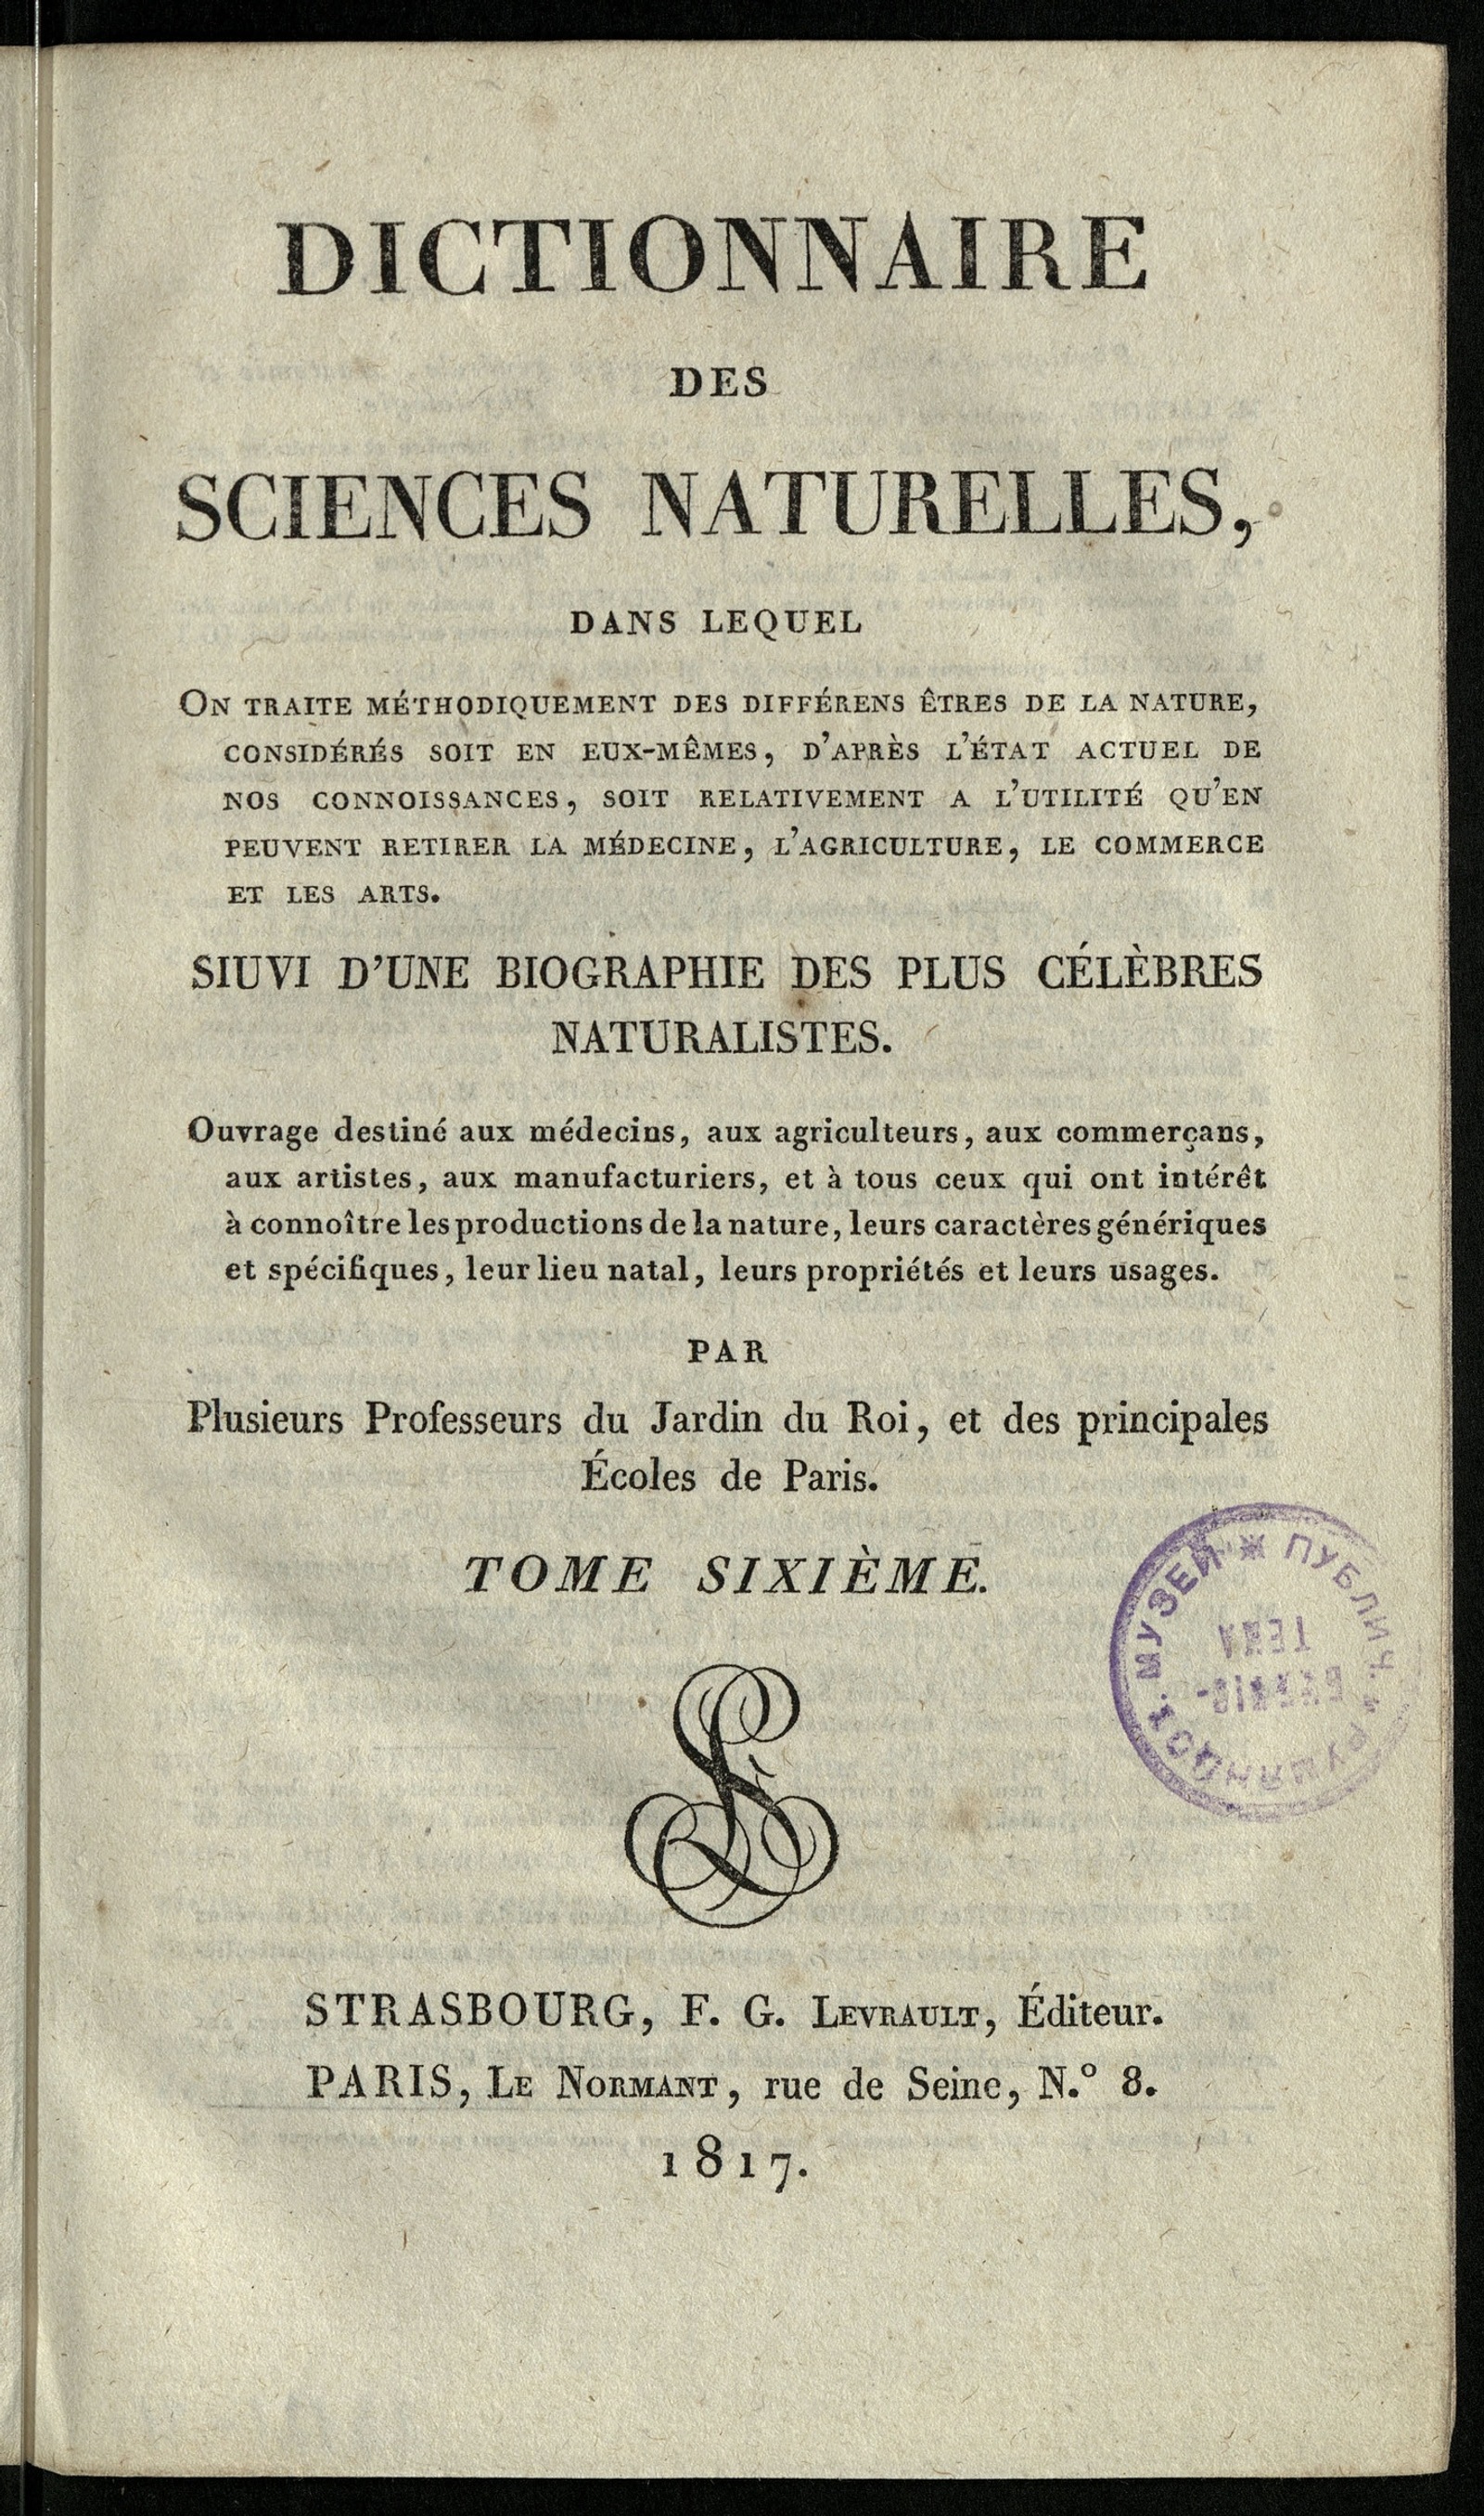 DICTIONNAIRE
DES
SCIENCES NATURELLES,
DANS LEQUEL
ON TRAITE MÉTHODIQUEMENT DES DIFFÉRENS ÊTRES DE LA NATURE,
CONSIDÉRÉS SOIT EN EUX-MÊMES, D'APRÈS L'ÉTAT ACTUEL DE
NOS CONNOISSANCES, SOIT RELATIVEMENT A L'UTILITÉ QU'EN
PEUVENT RETIRER LA MÉDECINE, L'AGRICULTURE, LE COMMERCE
ET LES ARTS.
SIUVI D'UNE BIOGRAPHIE DES PLUS CÉLÈBRES
NATURALISTES.
Ouvrage destiné aux médecins, aux agriculteurs, aux commerçans,
aux artistes, aux manufacturiers, et à tous ceux qui ont intérêt
à connoître les productions de la nature, leurs caractères génériques
et spécifiques, leur lieu natal, leurs propriétés et leurs usages.
PAR
Plusieurs Professeurs du Jardin du Roi, et des principales
Écoles de Paris.
TOME SIXIÈME.
МУЗЕЙ * ПУБЛИЧ.
STRASBOURG, F. G. LEVRAULT, Éditeur.
PARIS, LE NORMANT, rue de Seine, N.° 8.
1817.